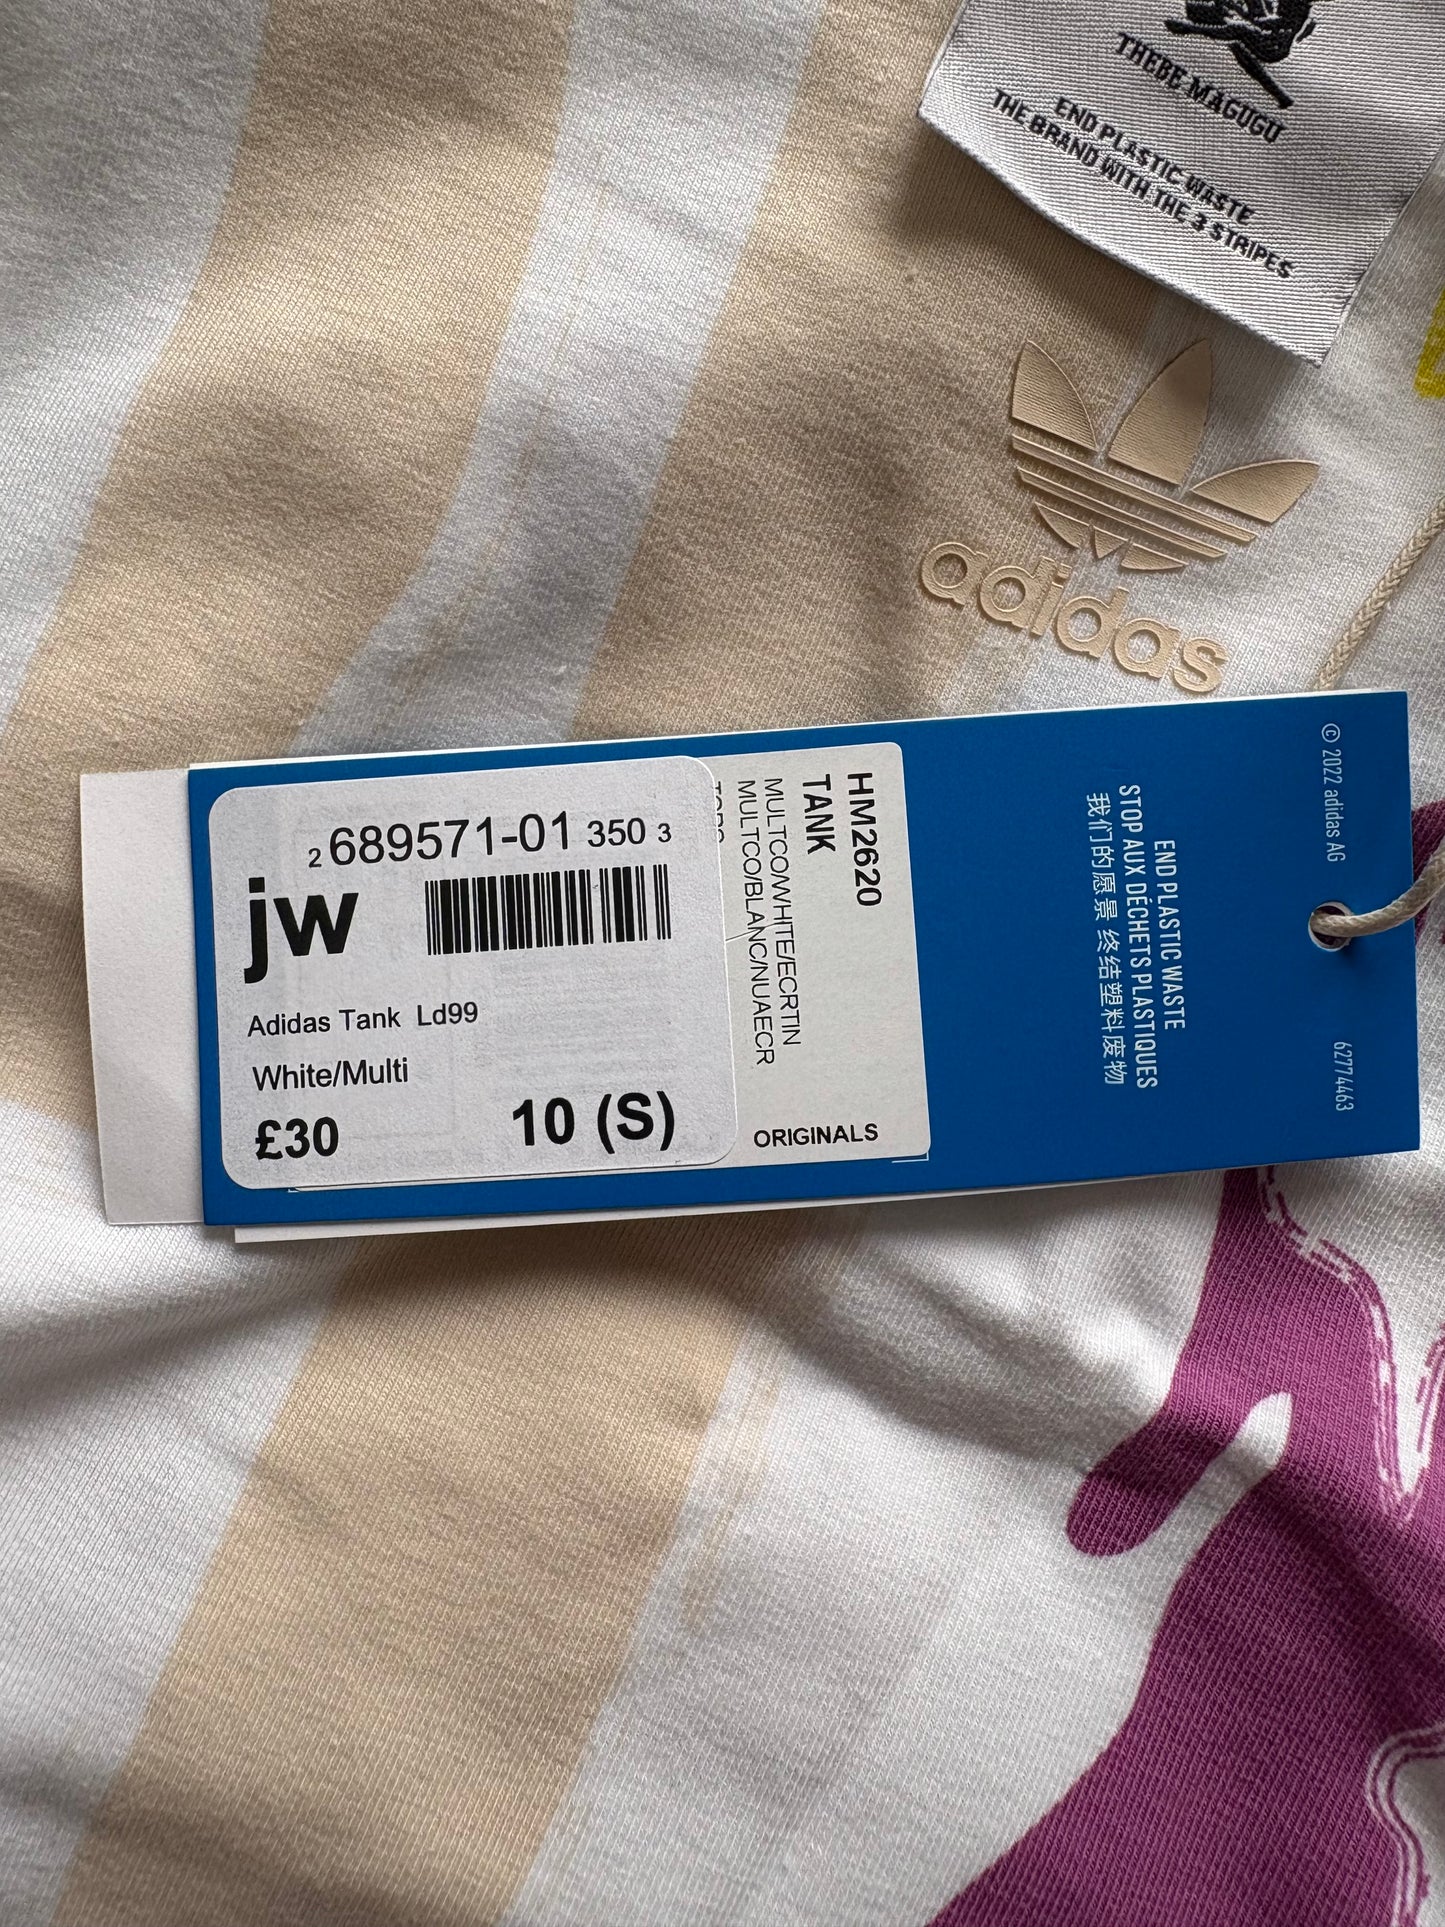 THEBE MAGUGU
END PLASTIC WASTE
THE BRAND WITH THE 3 STRIPES
adidas
2 689571-01 350 3
jw
Adidas Tank Ld99
White/Multi
£30 10 (S)
HM2620
TANK
MULTCO/WHITE/ECRTIN
MULTCO/BLANC/NUAECR
ORIGINALS
END PLASTIC WASTE
STOP AUX DÉCHETS PLASTIQUES
我们的愿景 终结塑料废物
© 2022 adidas AG
62774463